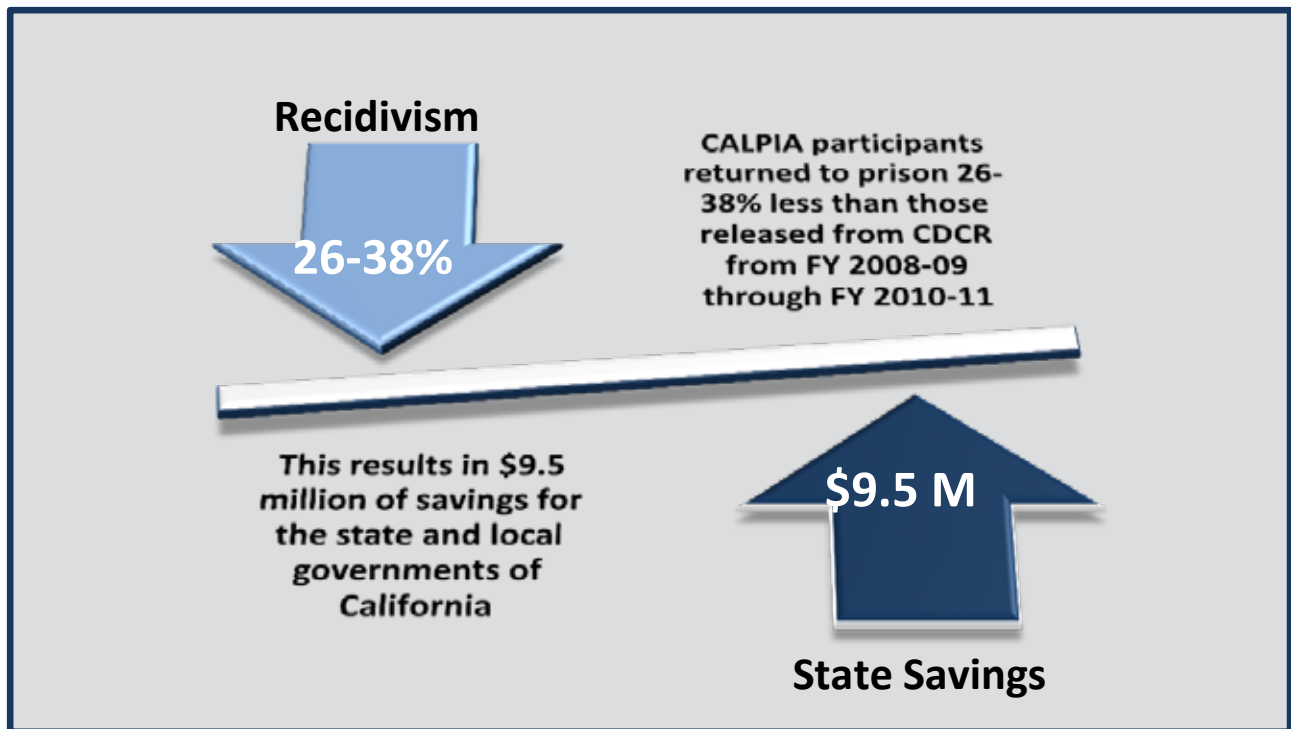 Recidivism
26-38%
CALPIA participants
returned to prison 26-
38% less than those
released from CDCR
from FY 2008-09
through FY 2010-11
This results in $9.5
million of savings for
the state and local
governments of
California
$9.5 M
State Savings